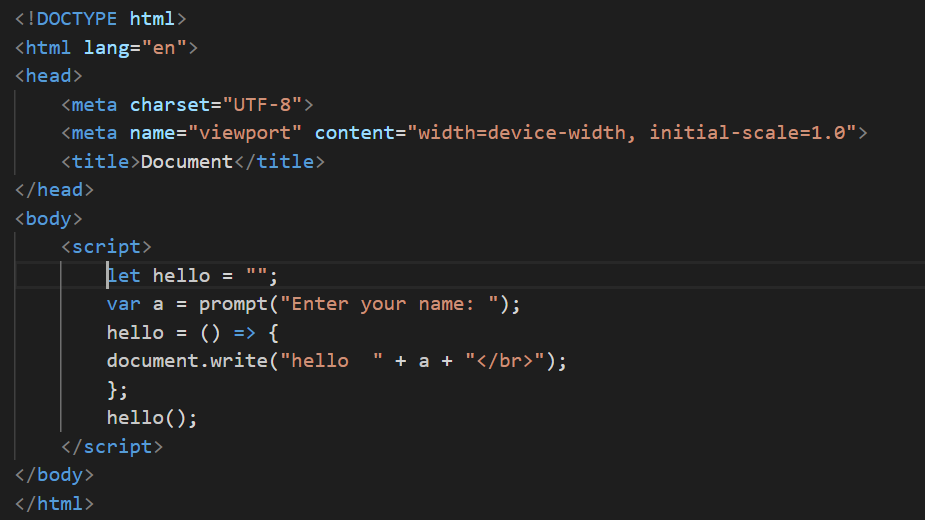 <!DOCTYPE html>
<html lang="en">
<head>
    <meta charset="UTF-8">
    <meta name="viewport" content="width=device-width, initial-scale=1.0">
    <title>Document</title>
</head>
<body>
    <script>
        let hello = "";
        var a = prompt("Enter your name: ");
        hello = () => {
        document.write("hello  " + a + "</br>");
        };
        hello();
    </script>
</body>
</html>